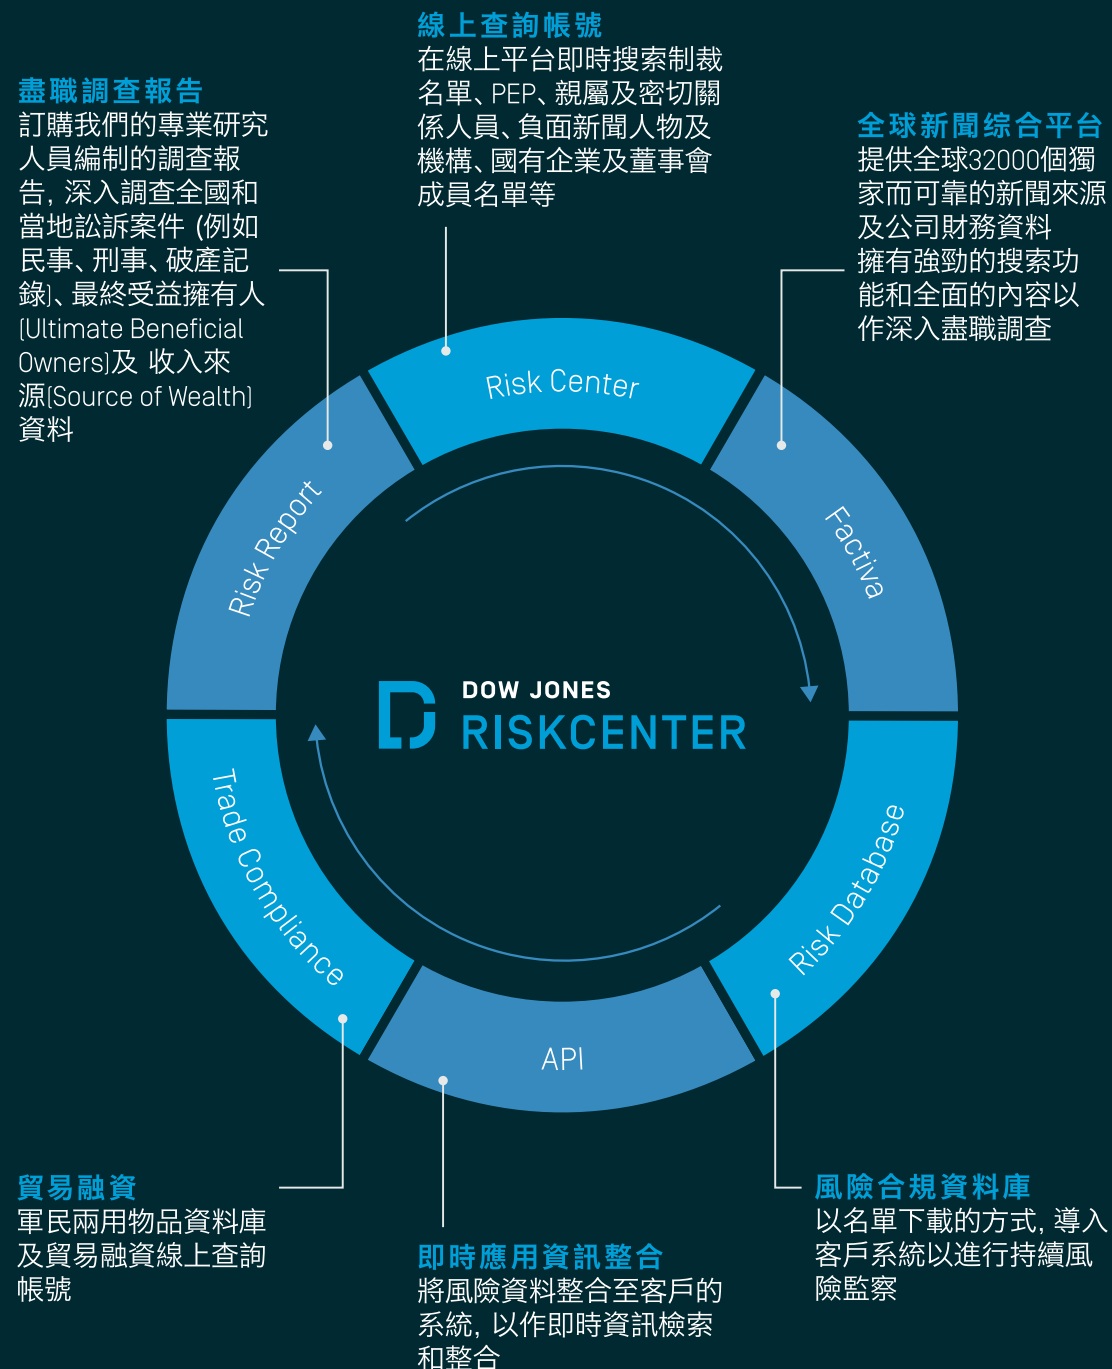 線上查詢帳號
在線上平台即時搜索制裁
名單、PEP、親屬及密切關
係人員、負面新聞人物及
機構、國有企業及董事會
成員名單等
盡職調查報告
訂購我們的專業研究
人員編制的調查報
告, 深入調查全國和
當地訟訴案件 (例如
民事、刑事、破產記
錄)、最終受益擁有人
(Ultimate Beneficial
Owners)及 收入來
源(Source of Wealth)
資料
全球新聞综合平台
提供全球32000個獨
家而可靠的新聞來源
及公司財務資料
擁有強勁的搜索功
能和全面的內容以
作深入盡職調查
Risk Center
Risk Report
Factiva
DOW JONES
RISKCENTER
Trade Compliance
Risk Database
API
貿易融資
軍民兩用物品資料庫
及貿易融資線上查詢
帳號
即時應用資訊整合
將風險資料整合至客戶的
系統, 以作即時資訊檢索
和整合
風險合規資料庫
以名單下載的方式, 導入
客戶系統以進行持續風
險監察